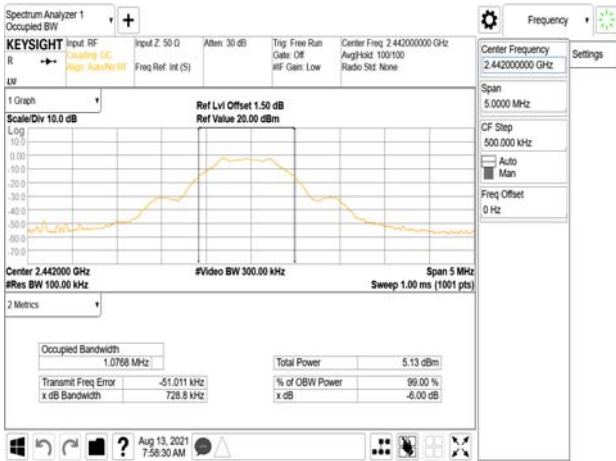 Spectrum Analyzer 1
Occupied BW
Frequency
Settings
KEYSIGHT
R
LXI
Input: RF
Coupling: DC
Align: Auto/No RF
Input Z: 50 Ω
Freq Ref: Int (S)
Atten: 30 dB
Trig: Free Run
Gate: Off
#IF Gain: Low
Center Freq: 2.442000000 GHz
Avg|Hold: 100/100
Radio Std: None
Center Frequency
2.442000000 GHz
Span
5.0000 MHz
CF Step
500.000 kHz
Auto
Man
Freq Offset
0 Hz
1 Graph
Scale/Div 10.0 dB
Ref Lvl Offset 1.50 dB
Ref Value 20.00 dBm
Log
10.0
0.00
-10.0
-20.0
-30.0
-40.0
-50.0
-60.0
-70.0
Center 2.442000 GHz
#Res BW 100.00 kHz
#Video BW 300.00 kHz
Span 5 MHz
Sweep 1.00 ms (1001 pts)
2 Metrics
Occupied Bandwidth
1.0768 MHz
Total Power 5.13 dBm
Transmit Freq Error -51.011 kHz
% of OBW Power 99.00 %
x dB Bandwidth 728.8 kHz
x dB -6.00 dB
?
Aug 13, 2021
7:58:30 AM